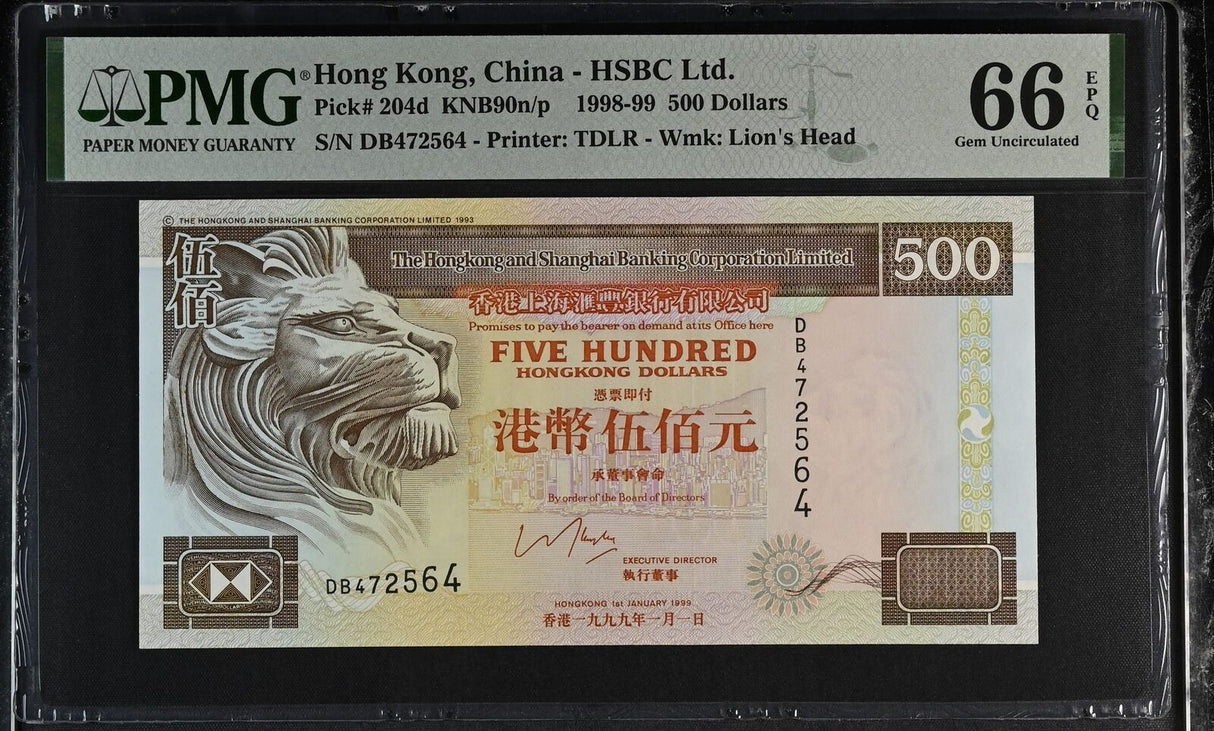 PMG®
PAPER MONEY GUARANTY
Hong Kong, China - HSBC Ltd.
Pick# 204d KNB90n/p 1998-99 500 Dollars
S/N DB472564 - Printer: TDLR - Wmk: Lion's Head
66
EPQ
Gem Uncirculated
© THE HONGKONG AND SHANGHAI BANKING CORPORATION LIMITED 1993
伍佰
The Hongkong and Shanghai Banking Corporation Limited
500
香港上海滙豐銀行有限公司
Promises to pay the bearer on demand at its Office here
FIVE HUNDRED
HONGKONG DOLLARS
憑票即付
港幣伍佰元
承董事會命
By order of the Board of Directors
DB472564
EXECUTIVE DIRECTOR
執行董事
DB472564
HONGKONG 1st JANUARY 1999
香港一九九九年一月一日